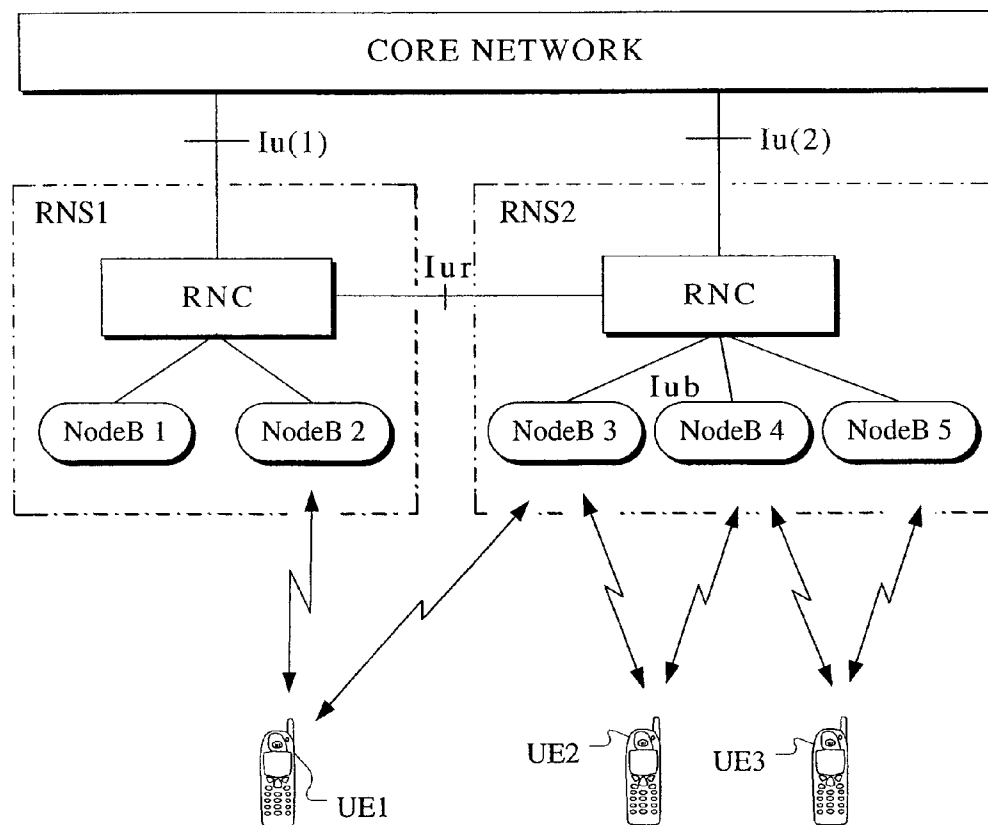 CORE NETWORK
Iu(1)
Iu(2)
RNS1
RNS2
Iur
RNC
RNC
Iub
NodeB 1
NodeB 2
NodeB 3
NodeB 4
NodeB 5
UE1
UE2
UE3